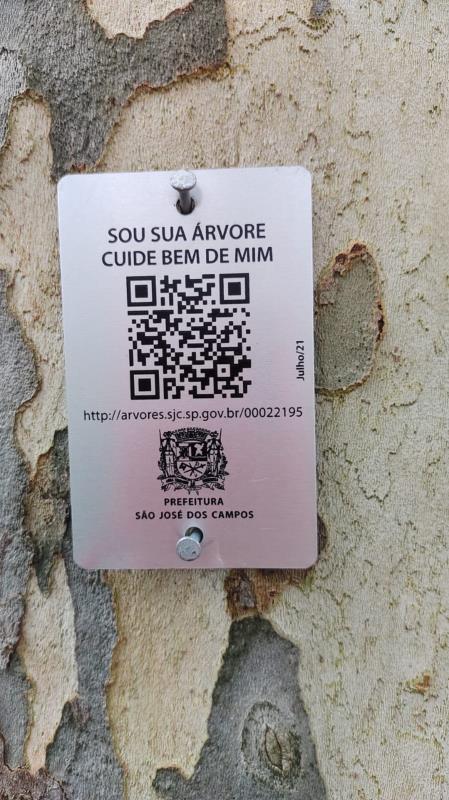 SOU SUA ÁRVORE
CUIDE BEM DE MIM
Julho/21
http://arvores.sjc.sp.gov.br/00022195
PREFEITURA
SÃO JOSÉ DOS CAMPOS